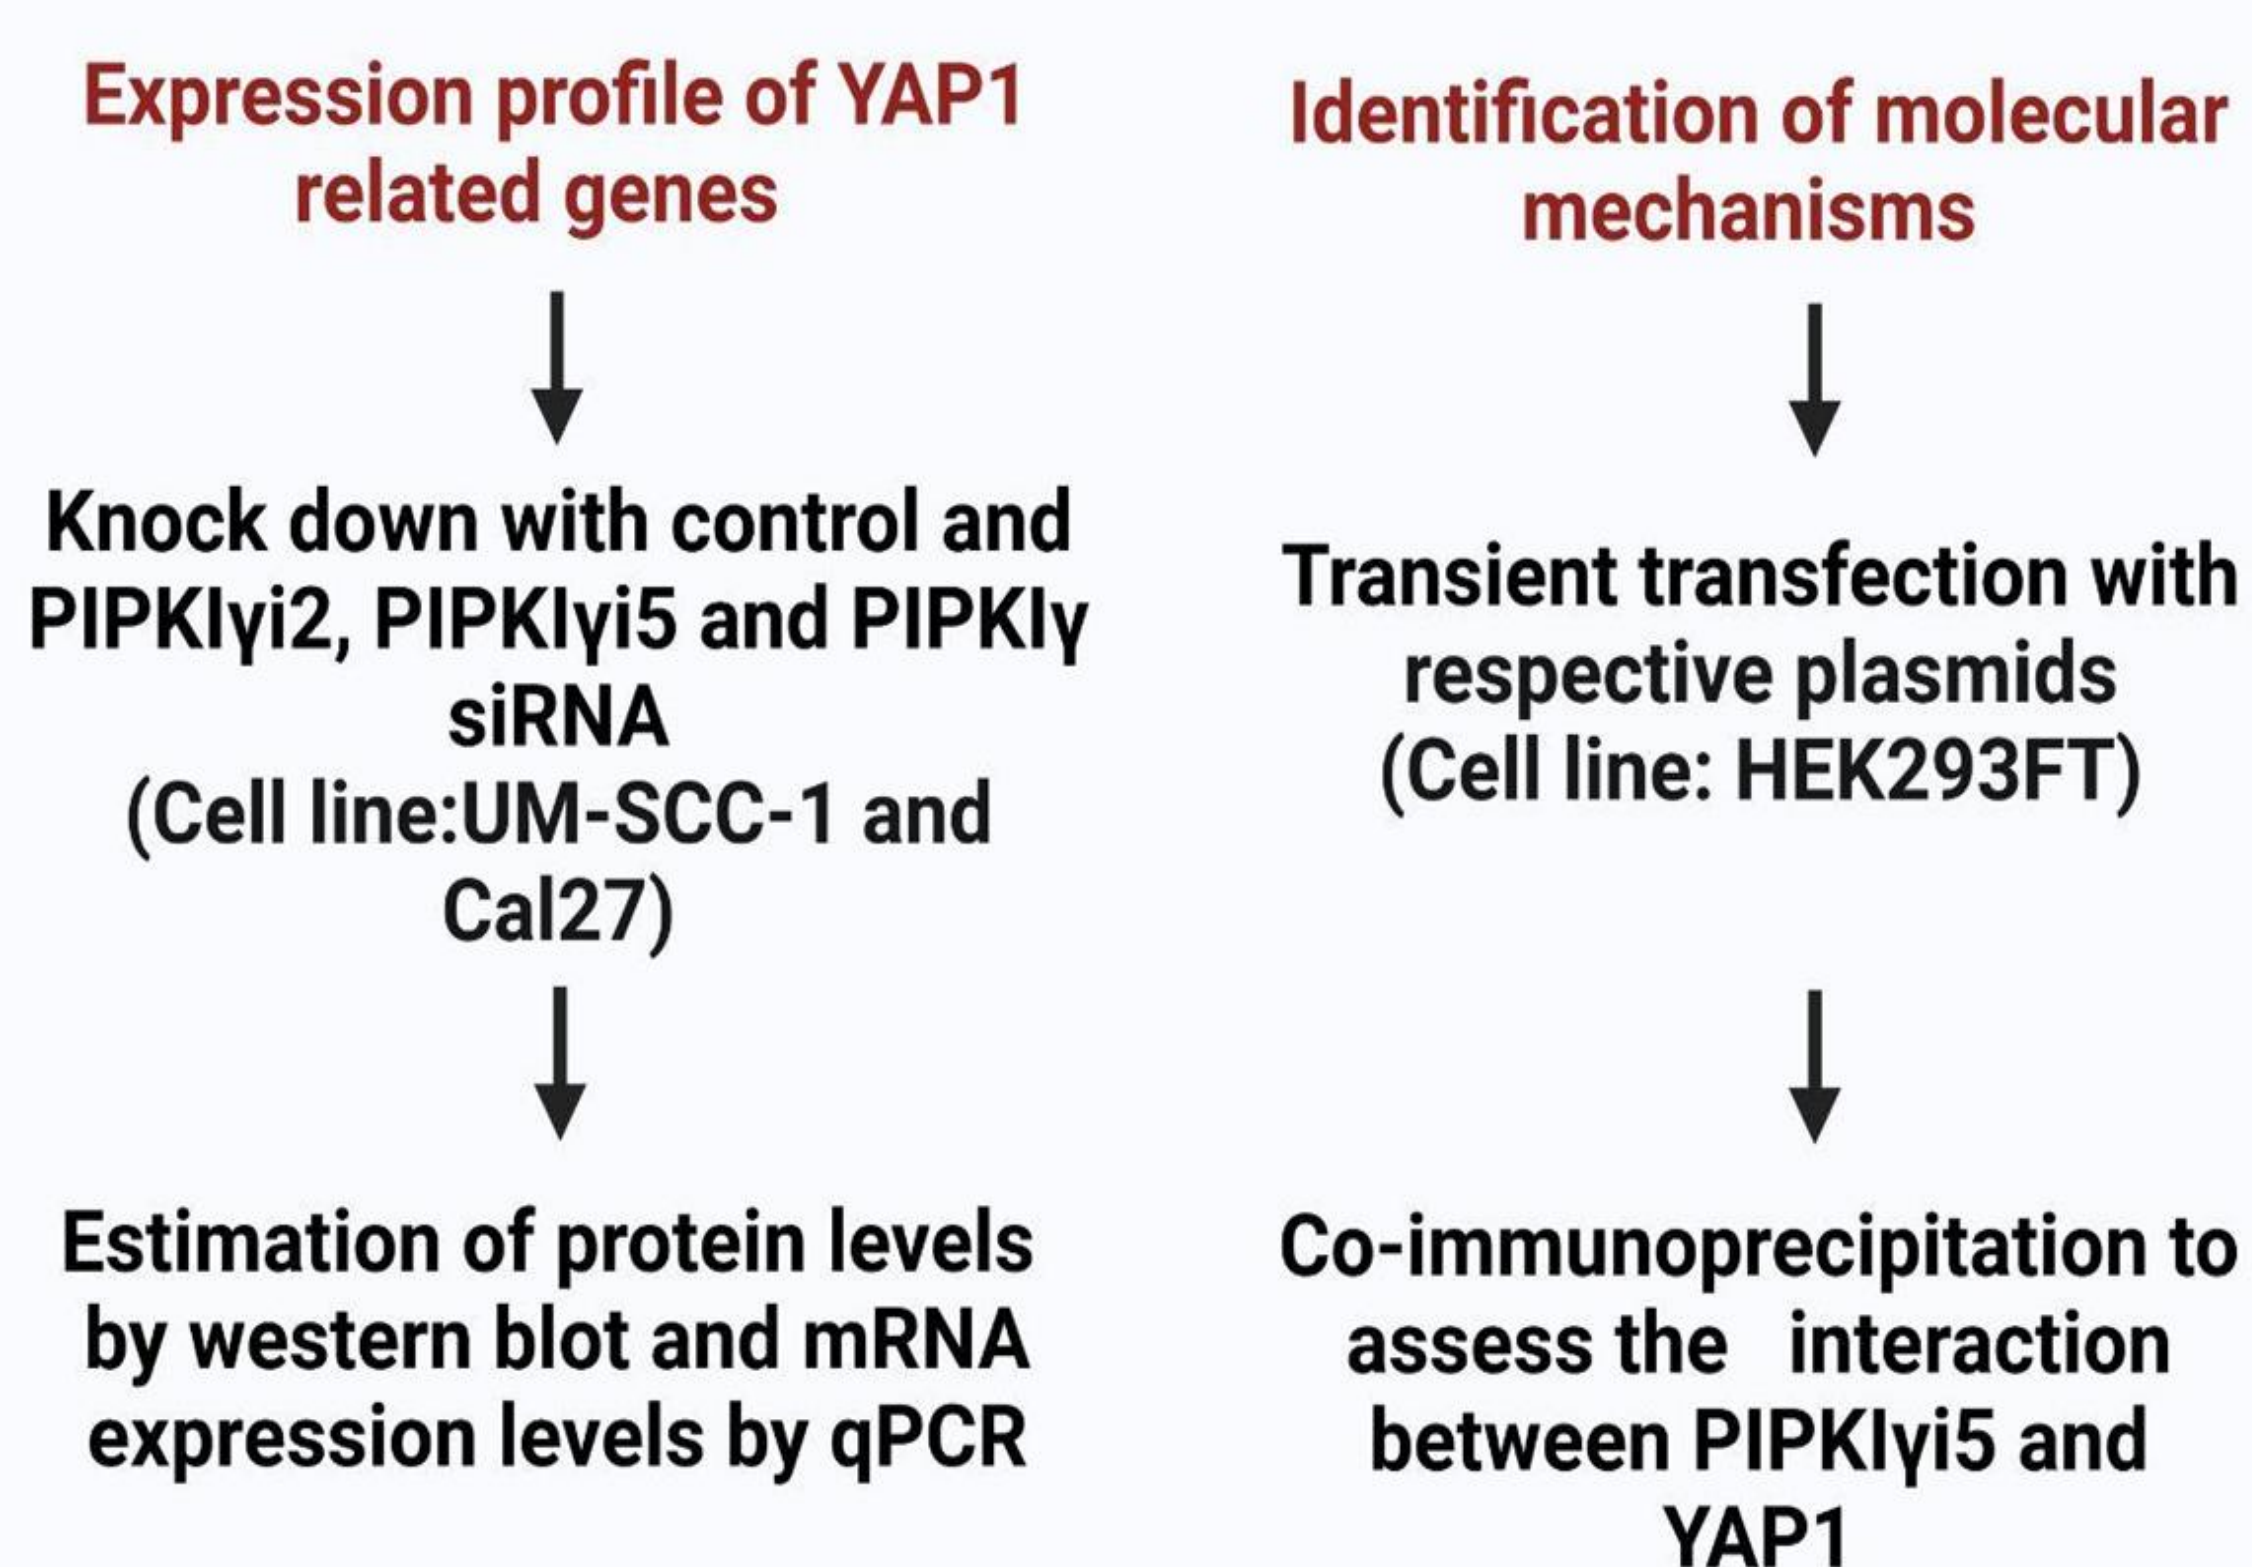 Expression profile of YAP1
related genes
Knock down with control and
PIPKIγi2, PIPKIγi5 and PIPKIγ
siRNA
(Cell line:UM-SCC-1 and
Cal27)
Estimation of protein levels
by western blot and mRNA
expression levels by qPCR
Identification of molecular
mechanisms
Transient transfection with
respective plasmids
(Cell line: HEK293FT)
Co-immunoprecipitation to
assess the interaction
between PIPKIγi5 and
YAP1